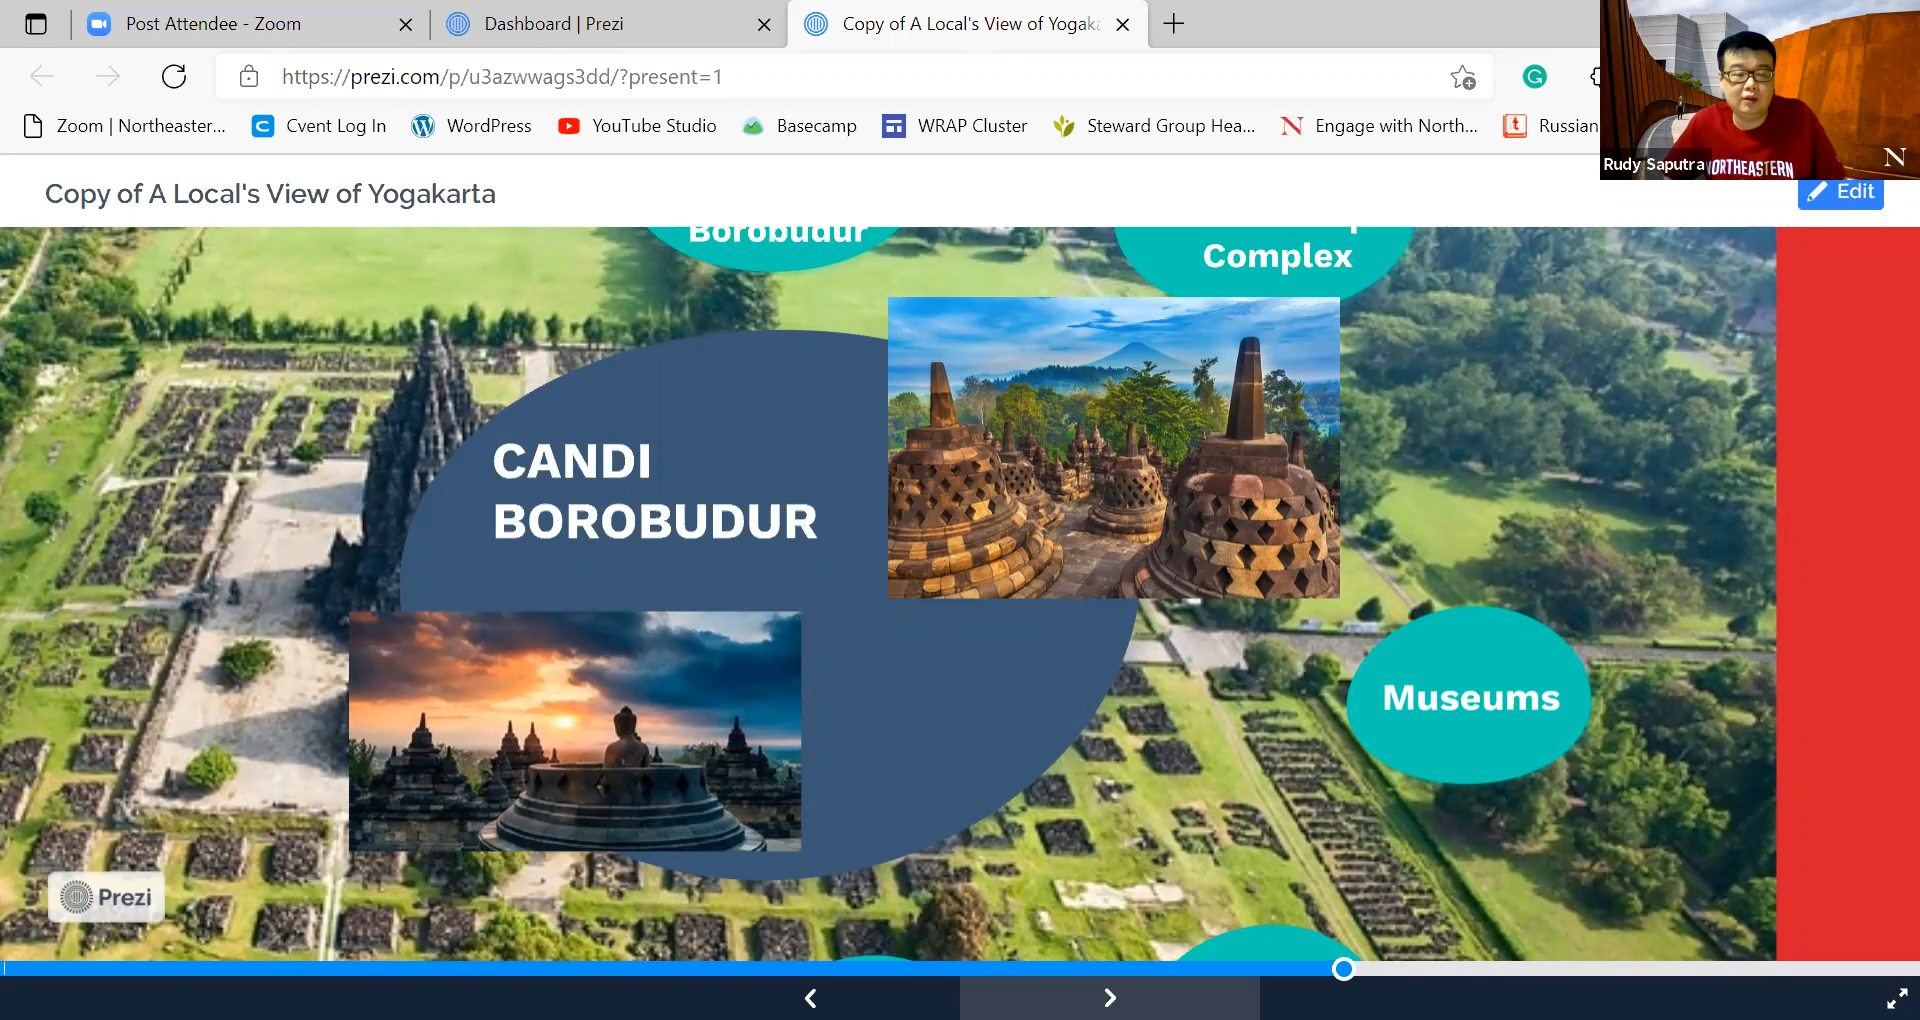 Post Attendee - Zoom
Dashboard | Prezi
Copy of A Local's View of Yogak
https://prezi.com/p/u3azwwags3dd/?present=1
Zoom | Northeaster...
Cvent Log In
WordPress
YouTube Studio
Basecamp
WRAP Cluster
Steward Group Hea...
Engage with North...
Russian
Rudy Saputra
NORTHEASTERN
N
Copy of A Local's View of Yogakarta
Edit
Borobudur
Complex
CANDI
BOROBUDUR
Museums
Prezi